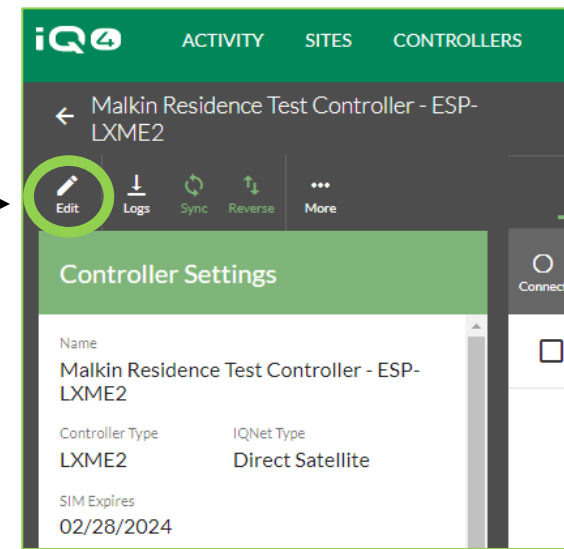 iQ4 ACTIVITY SITES CONTROLLERS
Malkin Residence Test Controller - ESP-
LXME2
Edit Logs Sync Reverse More
Controller Settings
Connect
Name
Malkin Residence Test Controller - ESP-
LXME2
Controller Type IQNet Type
LXME2 Direct Satellite
SIM Expires
02/28/2024